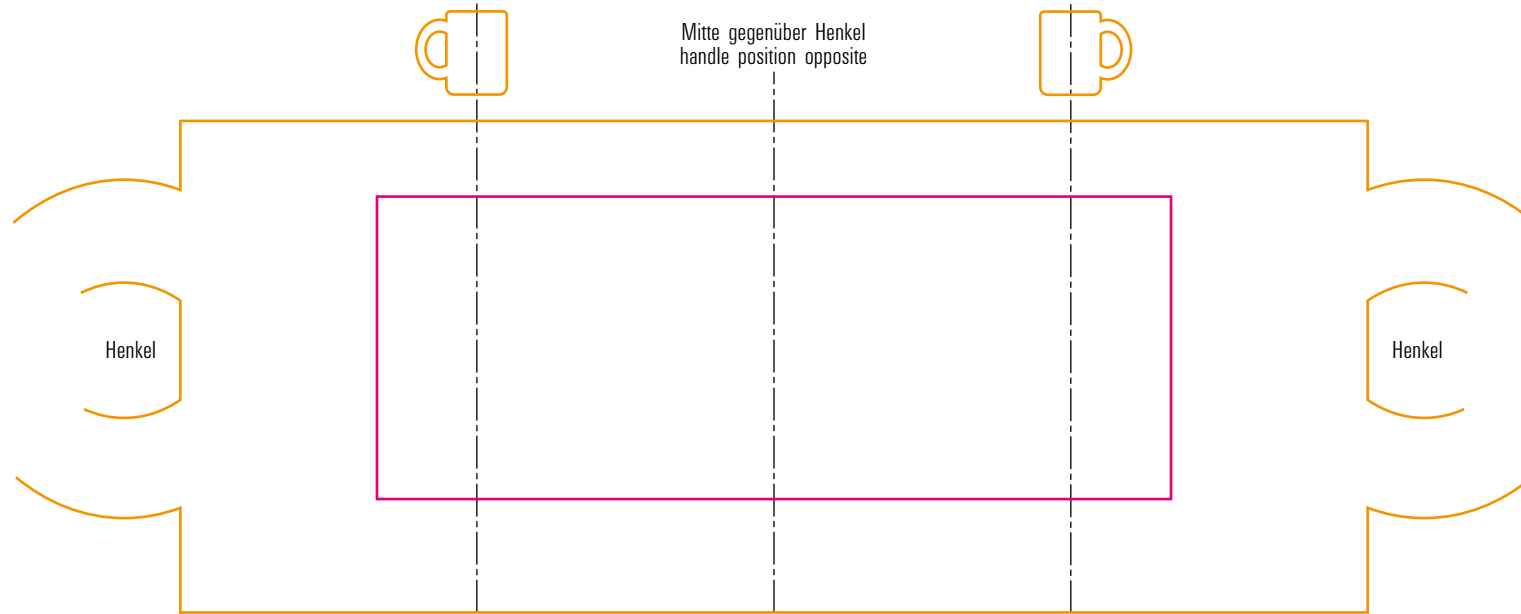 Mitte gegenüber Henkel
handle position opposite
Henkel
Henkel